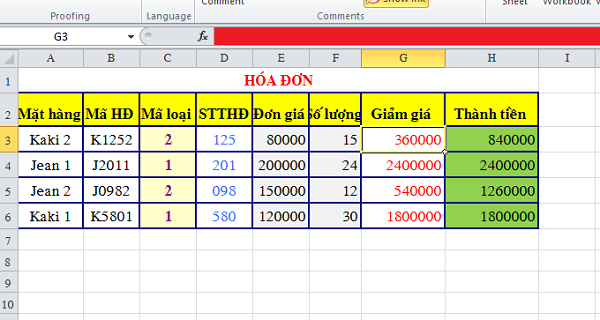 Comment
Show Ink
Sheet Workbook
Proofing Language Comments
G3 fx
A B C D E F G H I J
1 HÓA ĐƠN
2 Mặt hàng Mã HĐ Mã loại STTHĐ Đơn giá Số lượng Giảm giá Thành tiền
3 Kaki 2 K1252 2 125 80000 15 360000 840000
4 Jean 1 J2011 1 201 200000 24 2400000 2400000
5 Jean 2 J0982 2 098 150000 12 540000 1260000
6 Kaki 1 K5801 1 580 120000 30 1800000 1800000
7
8
9
10